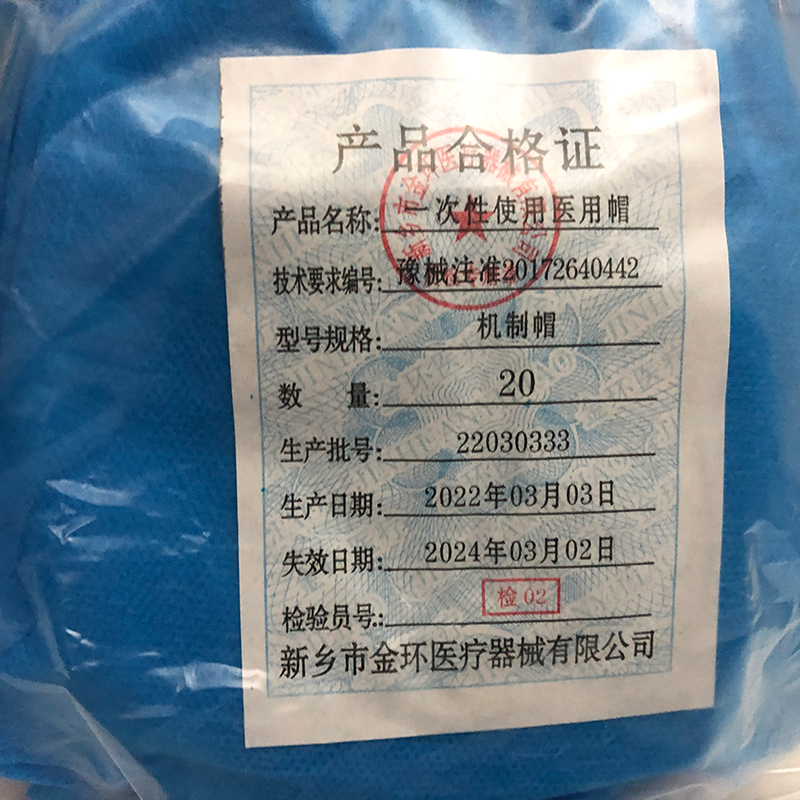 产品合格证
产品名称:一次性使用医用帽
技术要求编号:豫械注准20172640442
型号规格:机制帽
数 量:20
生产批号:22030333
生产日期:2022年03月03日
失效日期:2024年03月02日
检验员号:检02
新乡市金环医疗器械有限公司